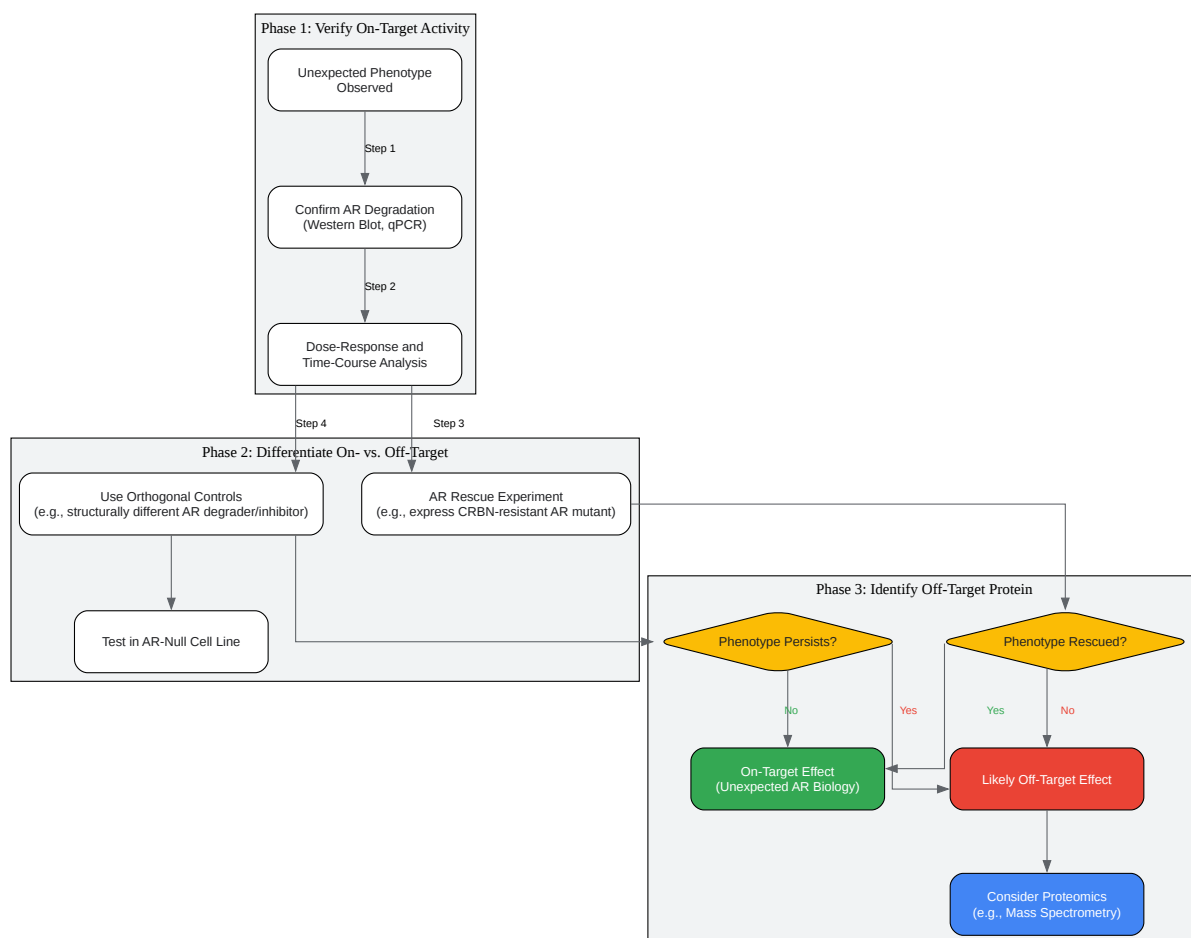 Phase 1: Verify On-Target Activity
Unexpected Phenotype
Observed
Step 1
Confirm AR Degradation
(Western Blot, qPCR)
Step 2
Dose-Response and
Time-Course Analysis
Step 4
Step 3
Phase 2: Differentiate On- vs. Off-Target
Use Orthogonal Controls
(e.g., structurally different AR degrader/inhibitor)
AR Rescue Experiment
(e.g., express CRBN-resistant AR mutant)
Test in AR-Null Cell Line
Phase 3: Identify Off-Target Protein
Phenotype Persists?
Phenotype Rescued?
No
Yes
Yes
No
On-Target Effect
(Unexpected AR Biology)
Likely Off-Target Effect
Consider Proteomics
(e.g., Mass Spectrometry)